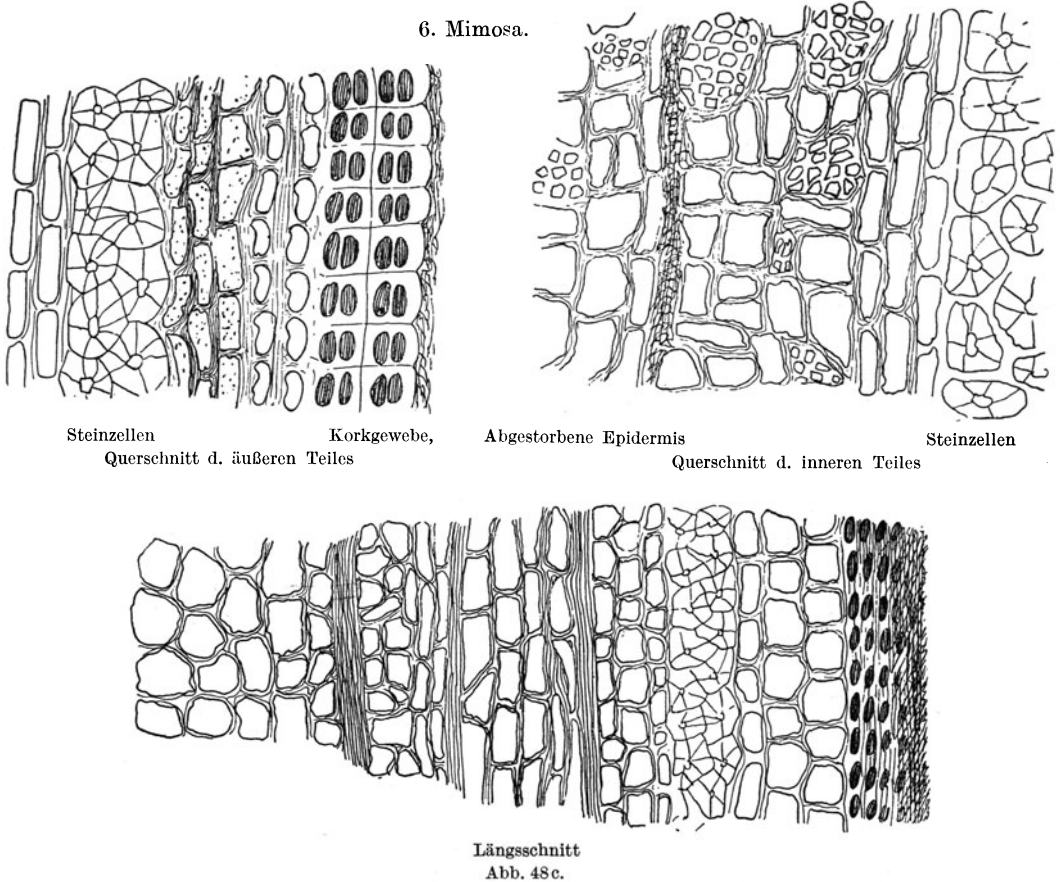 6. Mimosa.
Steinzellen Korkgewebe,
Querschnitt d. äußeren Teiles
Abgestorbene Epidermis Steinzellen
Querschnitt d. inneren Teiles
Längsschnitt
Abb. 48c.